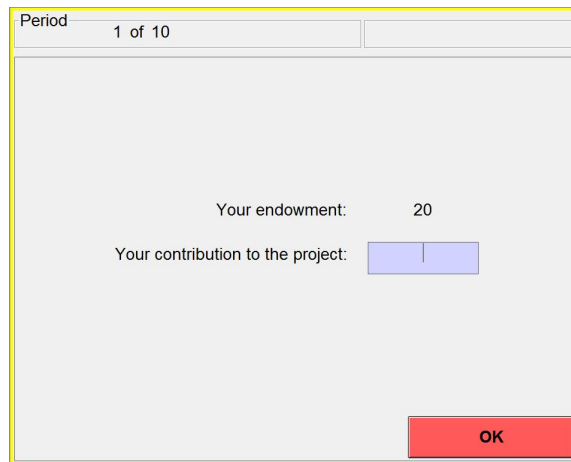 Period
1 of 10
Your endowment: 20
Your contribution to the project:
OK